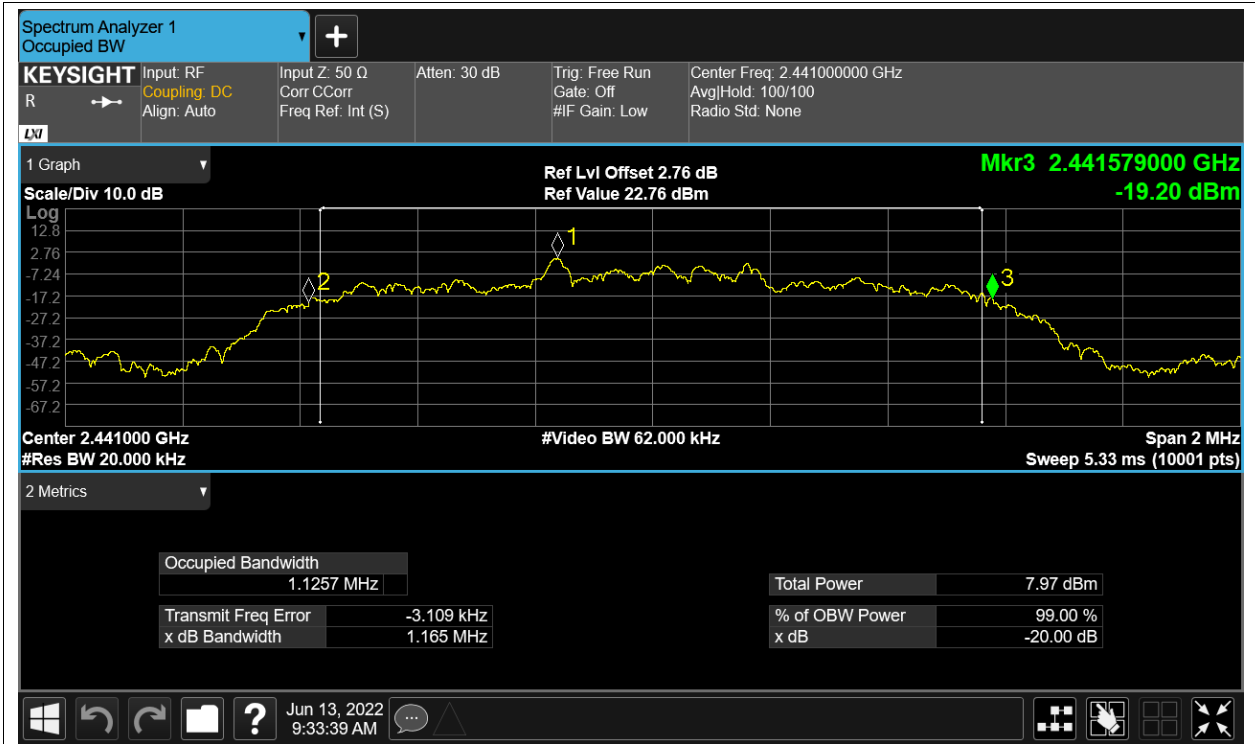 Spectrum Analyzer 1
Occupied BW
KEYSIGHT Input: RF Input Z: 50 Ω Atten: 30 dB Trig: Free Run Center Freq: 2.441000000 GHz
R Coupling: DC Corr CCorr Gate: Off Avg|Hold: 100/100
Align: Auto Freq Ref: Int (S) #IF Gain: Low Radio Std: None
LXI
1 Graph Ref Lvl Offset 2.76 dB Mkr3 2.441579000 GHz
Scale/Div 10.0 dB Ref Value 22.76 dBm -19.20 dBm
Log
12.8
2.76
-7.24
-17.2
-27.2
-37.2
-47.2
-57.2
-67.2
1
2
3
Center 2.441000 GHz #Video BW 62.000 kHz Span 2 MHz
#Res BW 20.000 kHz Sweep 5.33 ms (10001 pts)
2 Metrics
Occupied Bandwidth
1.1257 MHz Total Power 7.97 dBm
Transmit Freq Error -3.109 kHz % of OBW Power 99.00 %
x dB Bandwidth 1.165 MHz x dB -20.00 dB
? Jun 13, 2022
9:33:39 AM